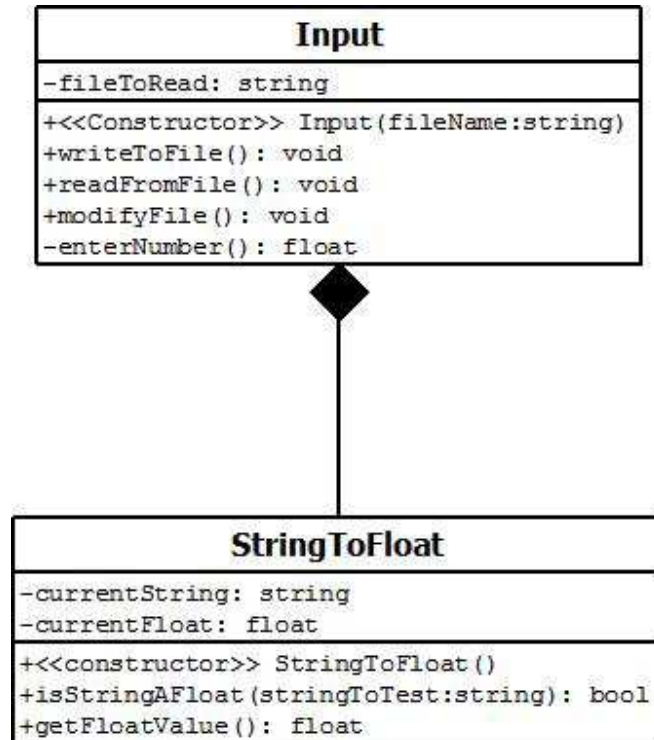 Input
-fileToRead: string
+<<Constructor>> Input(fileName:string)
+writeToFile(): void
+readFromFile(): void
+modifyFile(): void
-enterNumber(): float
StringToFloat
-currentString: string
-currentFloat: float
+<<constructor>> StringToFloat()
+isStringAFloat(stringToTest:string): bool
+getFloatValue(): float